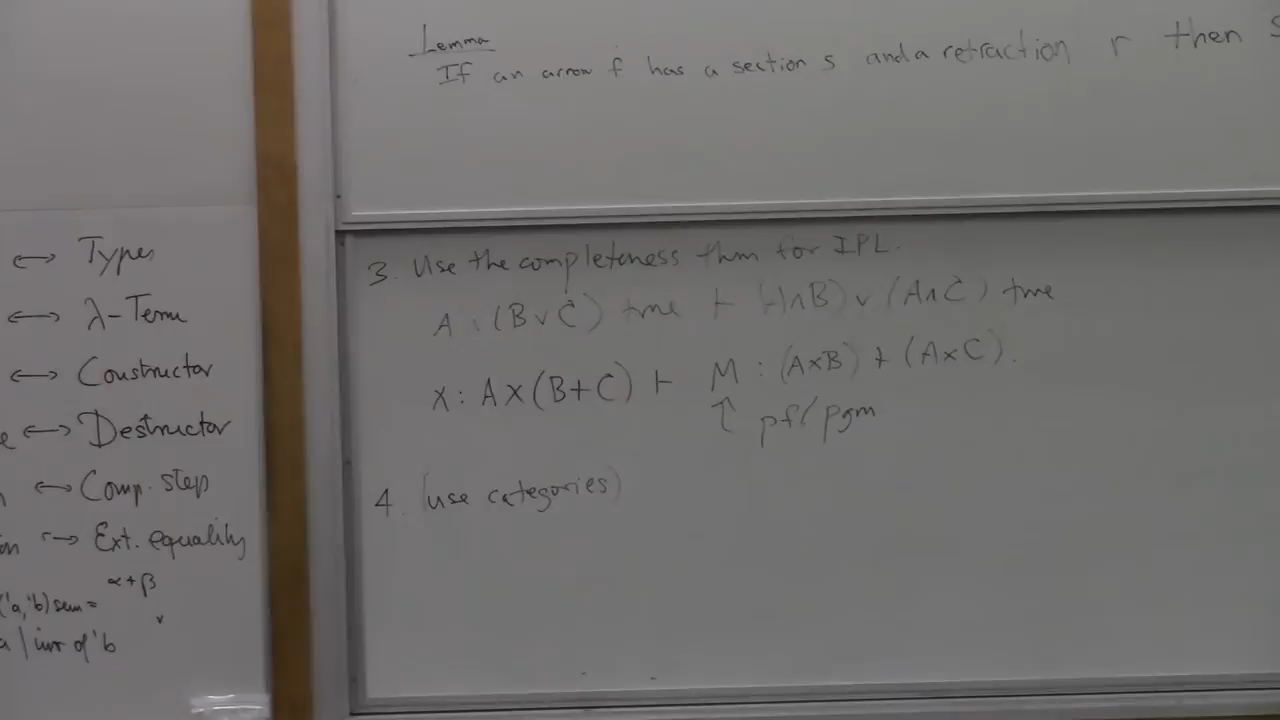 Lemma
If an arrow f has a section s and a retraction r then
↔ Types
↔ λ-Term
↔ Constructor
e ↔ Destructor
↔ Comp. step
↔ Ext. equality
α+β
('a,'b) sum =
a | inr of 'b
3. Use the completeness thm for IPL.
A ∧ (B ∨ C) true ⊢ (A∧B) ∨ (A∧C) true
x : A×(B+C) ⊢ M : (A×B) + (A×C).
↑ pf/pgm
4. (use categories)